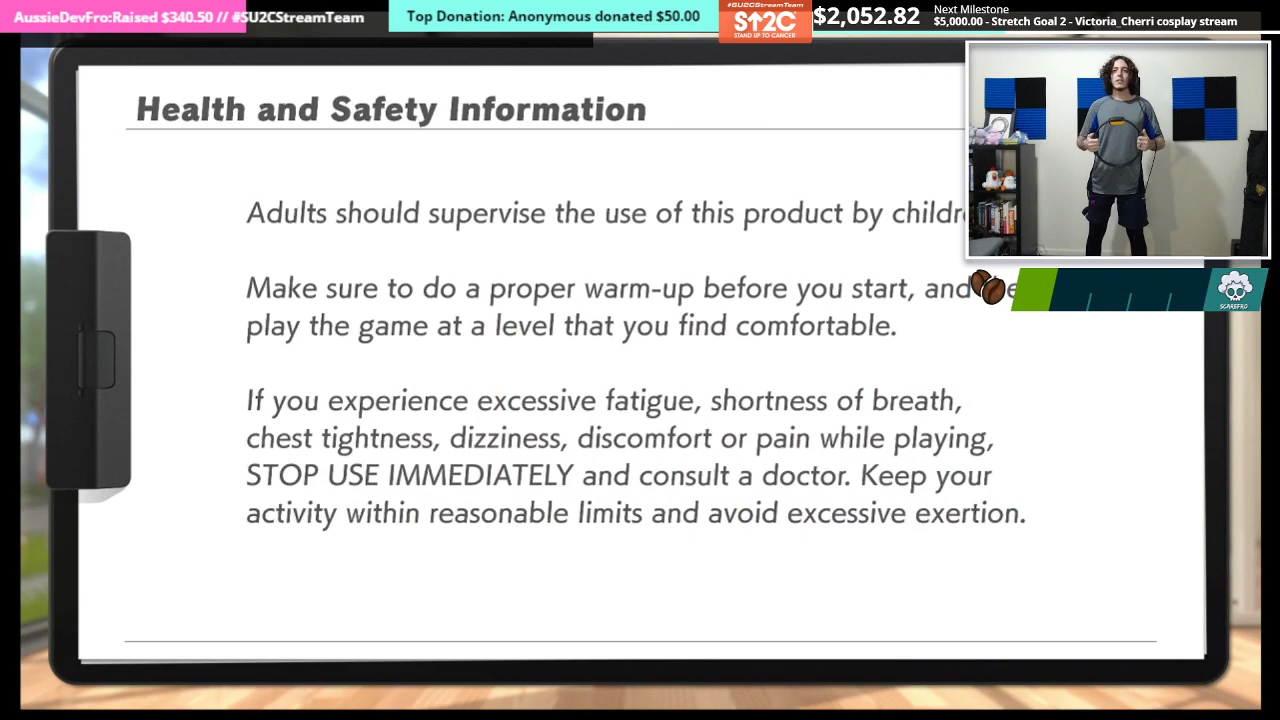 AussieDevFro:Raised $340.50 // #SU2CStreamTeam
Top Donation: Anonymous donated $50.00
#SU2CStreamTeam
SU2C
STAND UP TO CANCER
$2,052.82
Next Milestone
$5,000.00 - Stretch Goal 2 - Victoria_Cherri cosplay stream
Health and Safety Information
Adults should supervise the use of this product by childr
Make sure to do a proper warm-up before you start, and
play the game at a level that you find comfortable.
If you experience excessive fatigue, shortness of breath,
chest tightness, dizziness, discomfort or pain while playing,
STOP USE IMMEDIATELY and consult a doctor. Keep your
activity within reasonable limits and avoid excessive exertion.
SCARSFRO